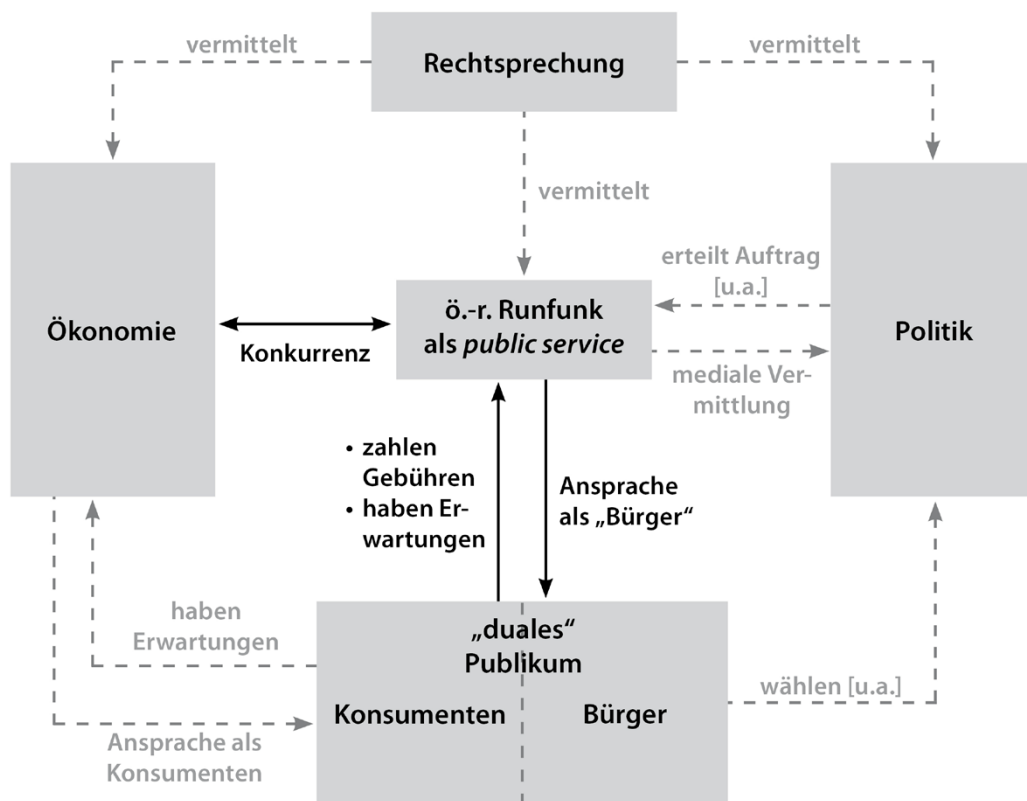 vermittelt
Rechtsprechung
vermittelt
vermittelt
Ökonomie
Konkurrenz
ö.-r. Runfunk
als public service
erteilt Auftrag
[u.a.]
mediale Ver-
mittlung
Politik
• zahlen
Gebühren
• haben Er-
wartungen
Ansprache
als „Bürger“
haben
Erwartungen
Ansprache als
Konsumenten
„duales“
Publikum
Konsumenten
Bürger
wählen [u.a.]